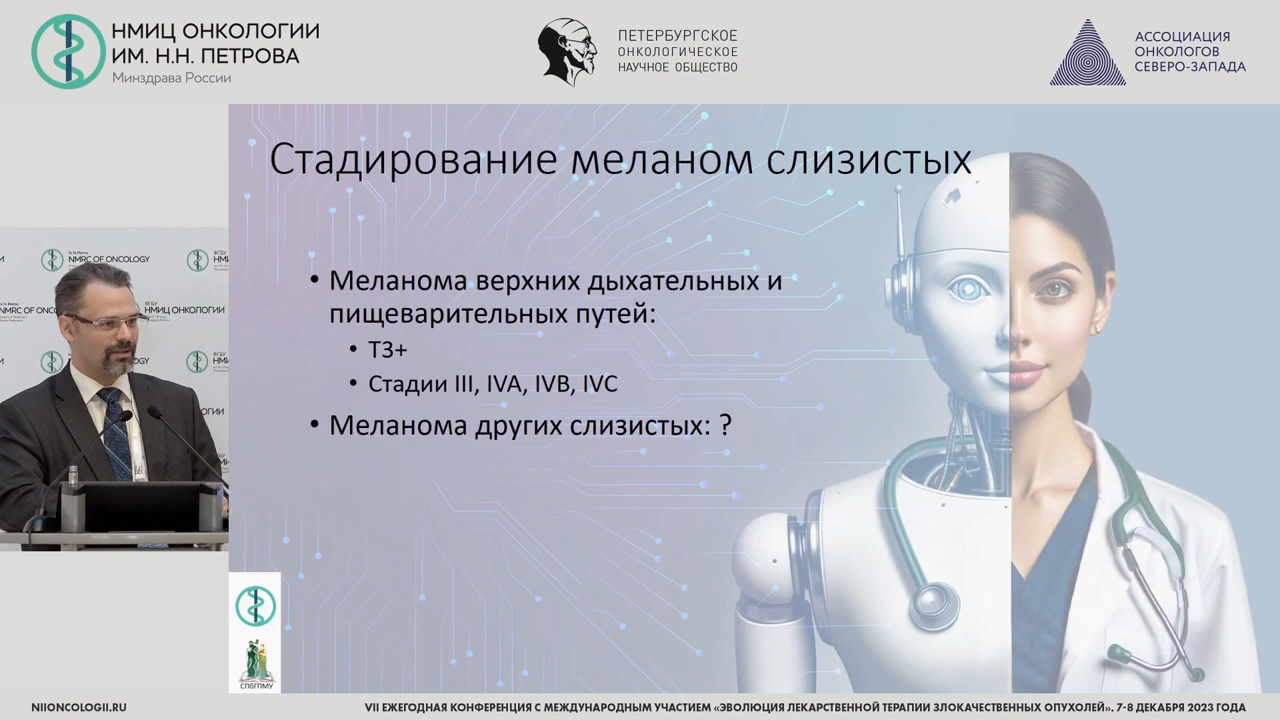 НМИЦ ОНКОЛОГИИ
ИМ. Н.Н. ПЕТРОВА
Минздрава России
ПЕТЕРБУРГСКОЕ
ОНКОЛОГИЧЕСКОЕ
НАУЧНОЕ ОБЩЕСТВО
АССОЦИАЦИЯ
ОНКОЛОГОВ
СЕВЕРО-ЗАПАДА
Стадирование меланом слизистых
• Меланома верхних дыхательных и
пищеварительных путей:
• T3+
• Стадии III, IVA, IVB, IVC
• Меланома других слизистых: ?
NMRC OF ONCOLOGY
НМИЦ ОНКОЛОГИИ
СПбГПМУ
NIIONCOLOGII.RU
VII ЕЖЕГОДНАЯ КОНФЕРЕНЦИЯ С МЕЖДУНАРОДНЫМ УЧАСТИЕМ «ЭВОЛЮЦИЯ ЛЕКАРСТВЕННОЙ ТЕРАПИИ ЗЛОКАЧЕСТВЕННЫХ ОПУХОЛЕЙ». 7-8 ДЕКАБРЯ 2023 ГОДА